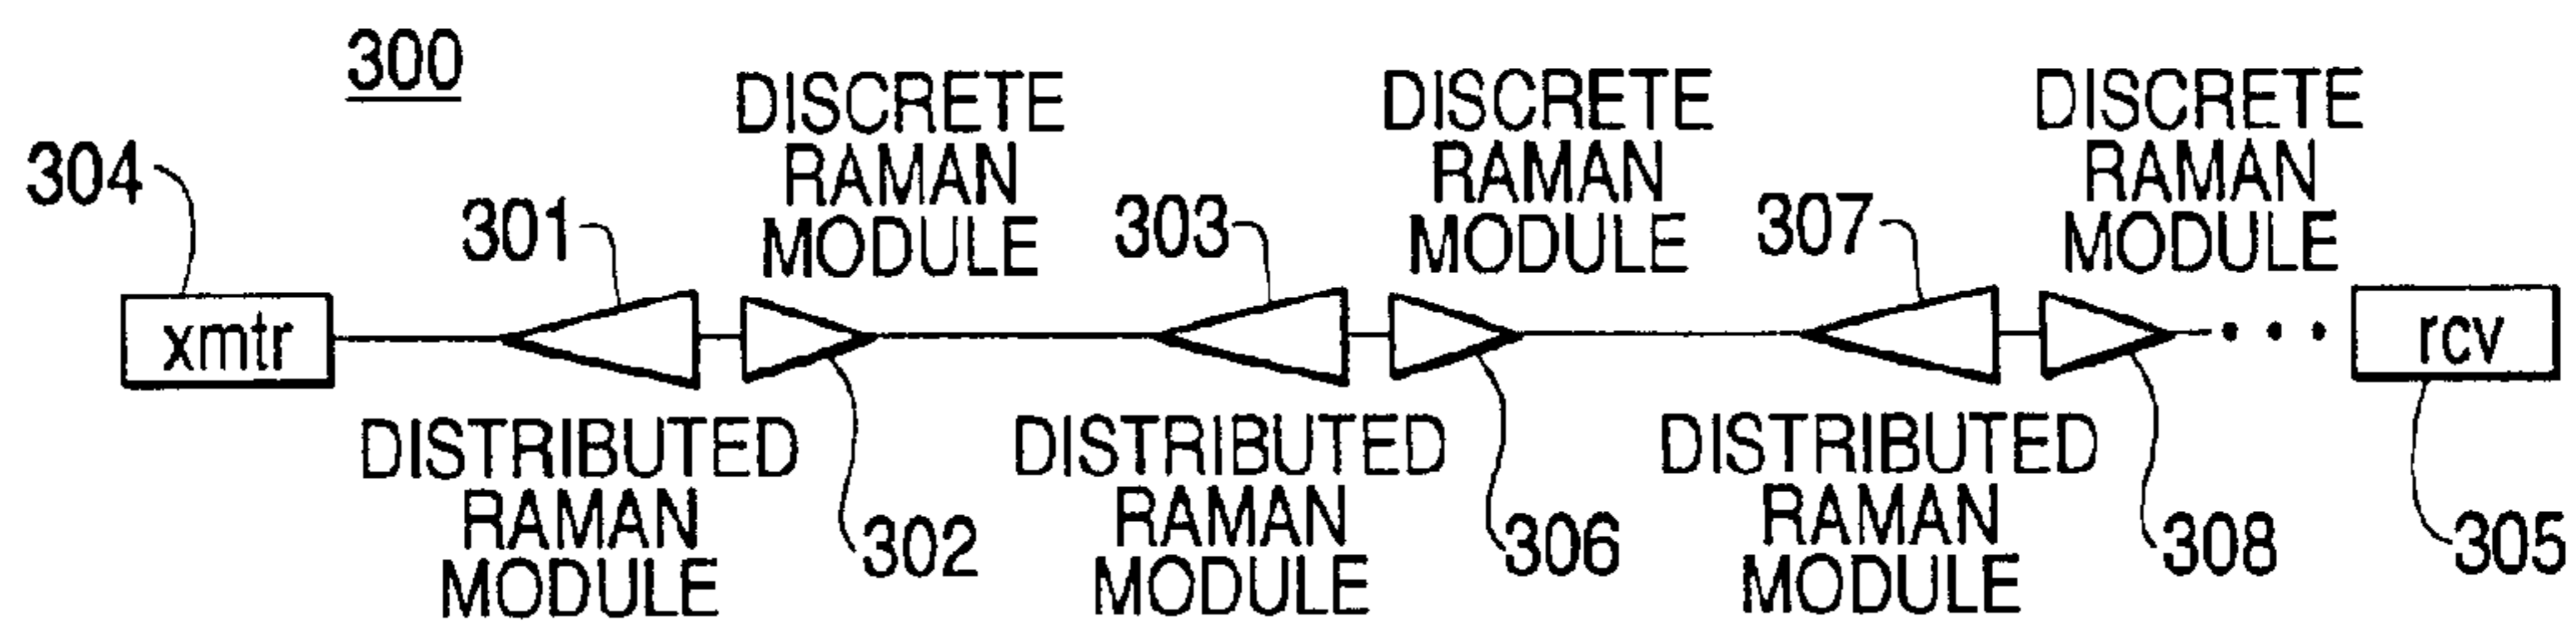 300
DISCRETE
RAMAN
MODULE
DISCRETE
RAMAN
MODULE
DISCRETE
RAMAN
MODULE
304
301
303
307
xmtr
rcv
DISTRIBUTED
RAMAN
MODULE
302
DISTRIBUTED
RAMAN
MODULE
306
DISTRIBUTED
RAMAN
MODULE
308
305